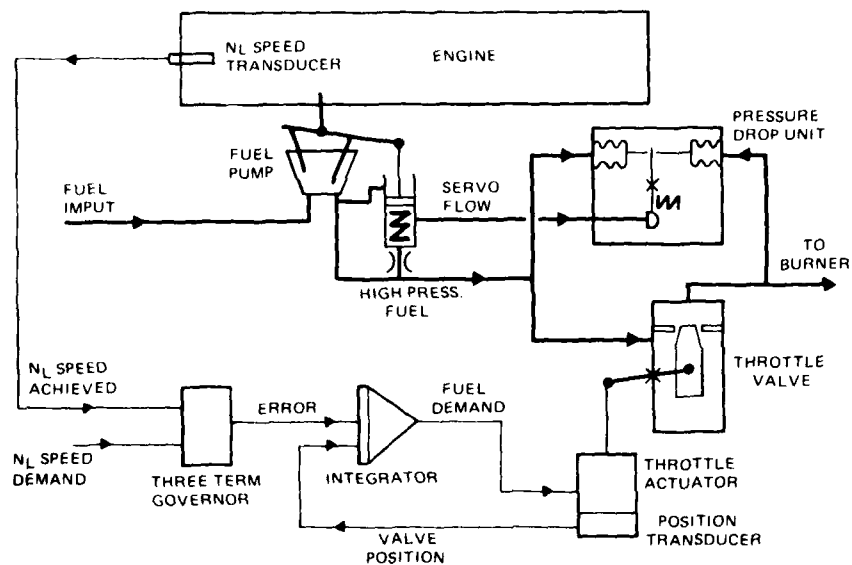 NL SPEED
TRANSDUCER
ENGINE
PRESSURE
DROP UNIT
FUEL
PUMP
FUEL
IMPUT
SERVO
FLOW
TO
BURNER
HIGH PRESS.
FUEL
THROTTLE
VALVE
NL SPEED
ACHIEVED
ERROR
FUEL
DEMAND
NL SPEED
DEMAND
THREE TERM
GOVERNOR
INTEGRATOR
THROTTLE
ACTUATOR
POSITION
TRANSDUCER
VALVE
POSITION